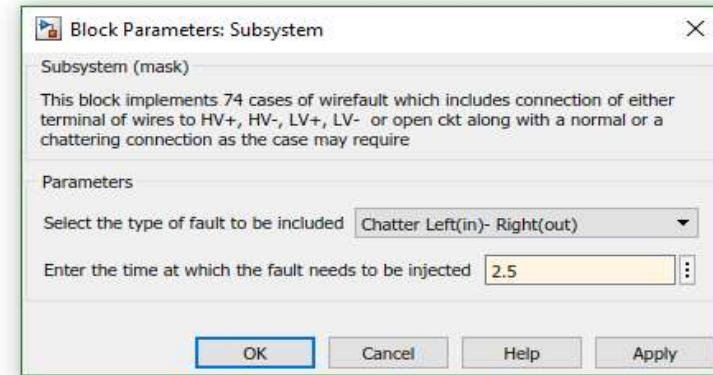 Block Parameters: Subsystem
Subsystem (mask)
This block implements 74 cases of wirefault which includes connection of either
terminal of wires to HV+, HV-, LV+, LV-  or open ckt along with a normal or a
chattering connection as the case may require
Parameters
Select the type of fault to be included Chatter Left(in)- Right(out)
Enter the time at which the fault needs to be injected 2.5
OK Cancel Help Apply